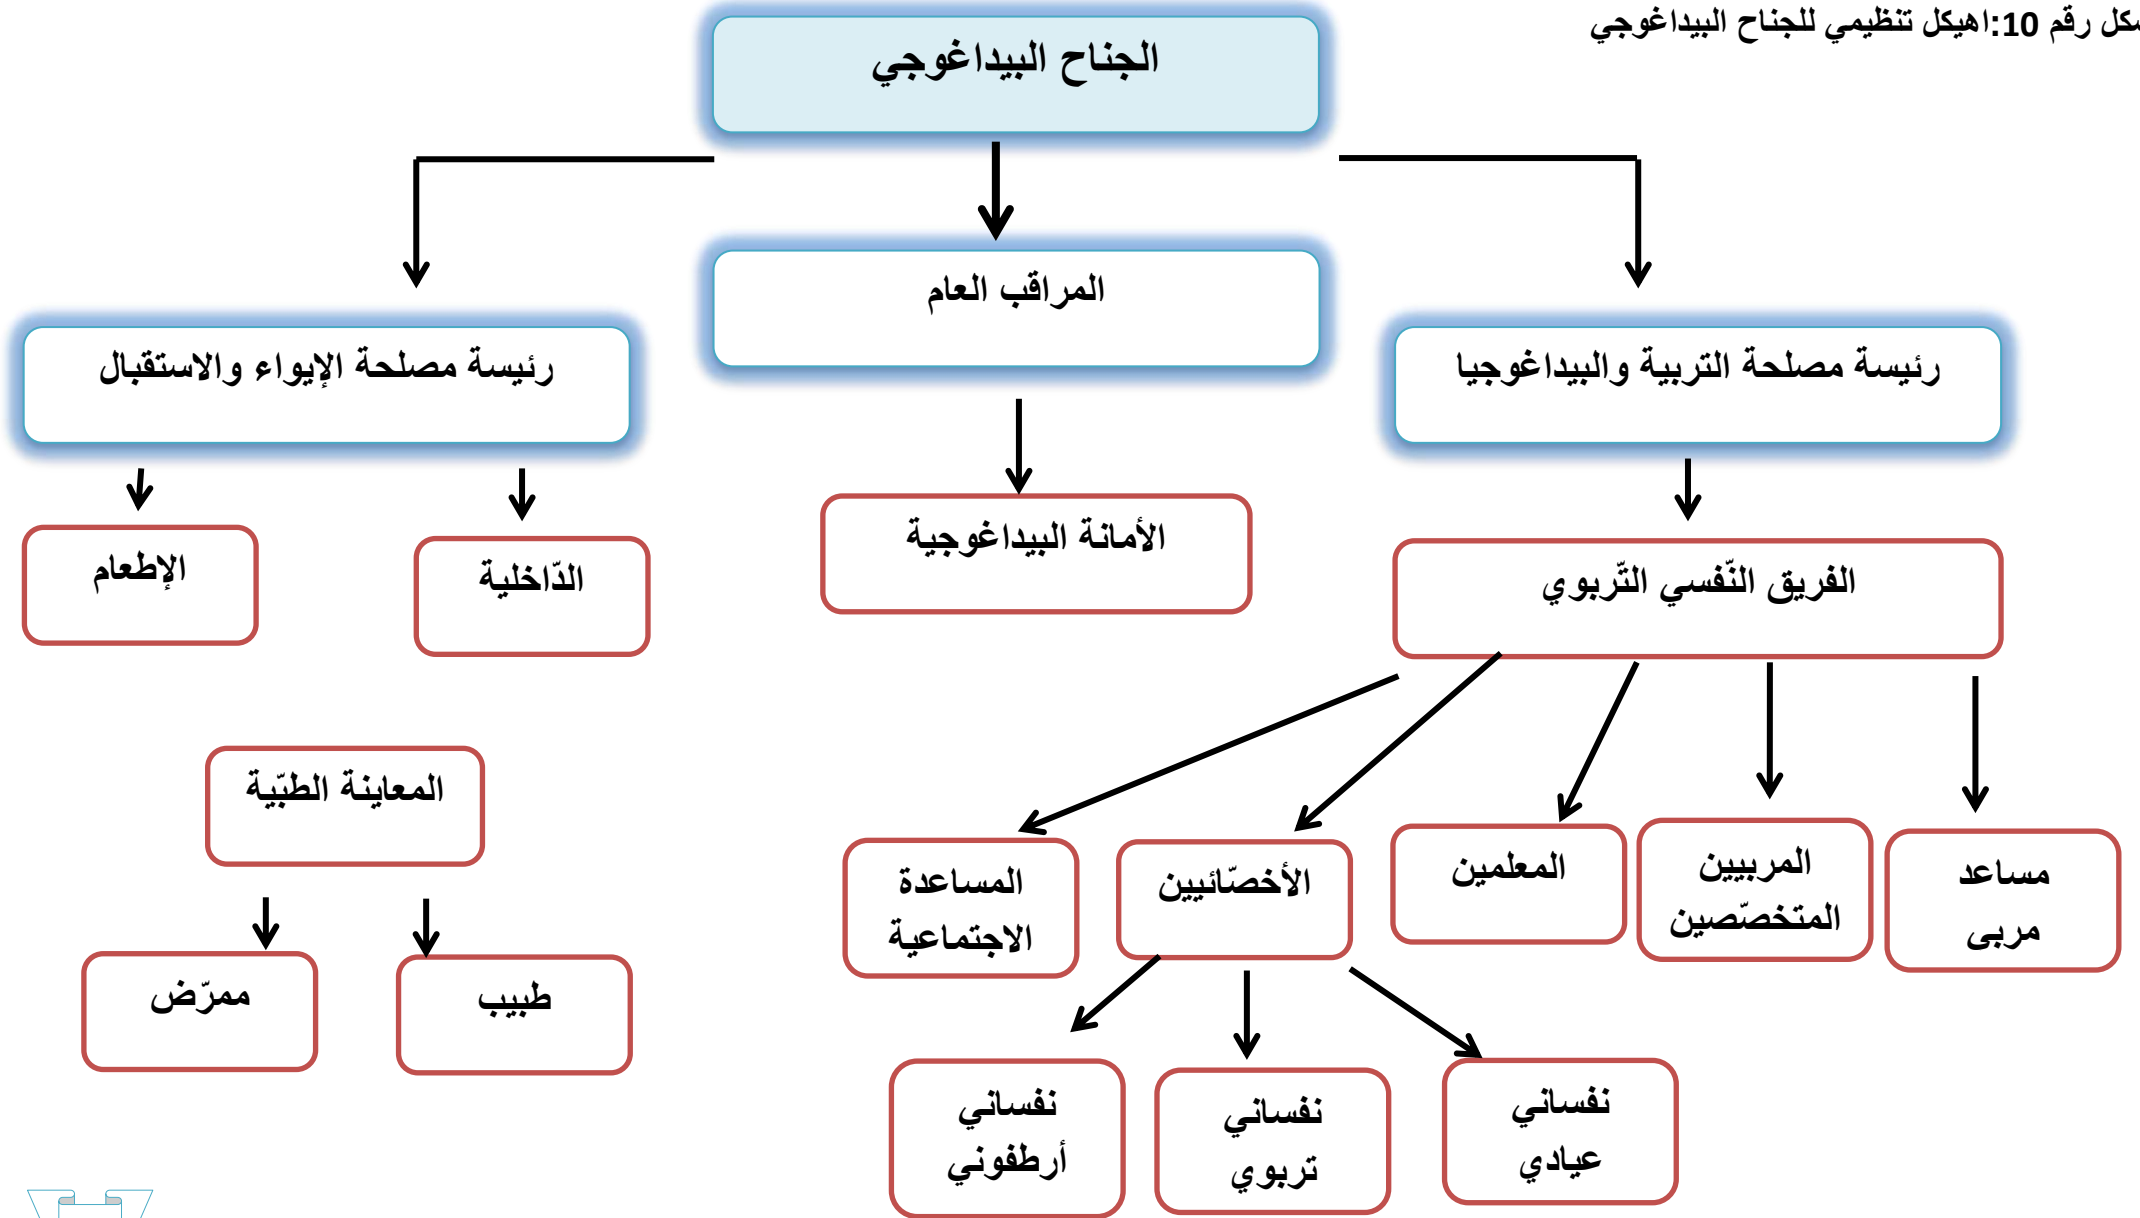 شكل رقم 10:اهيكل تنظيمي للجناح البيداغوجي
الجناح البيداغوجي
المراقب العام
رئيسة مصلحة التربية والبيداغوجيا
رئيسة مصلحة الإيواء والاستقبال
الأمانة البيداغوجية
الفريق النّفسي التّربوي
الدّاخلية
الإطعام
المعاينة الطبّية
مساعد
مربى
المربيين
المتخصّصين
المعلمين
الأخصّائيين
المساعدة
الاجتماعية
طبيب
ممرّض
نفساني
عيادي
نفساني
تربوي
نفساني
أرطفوني